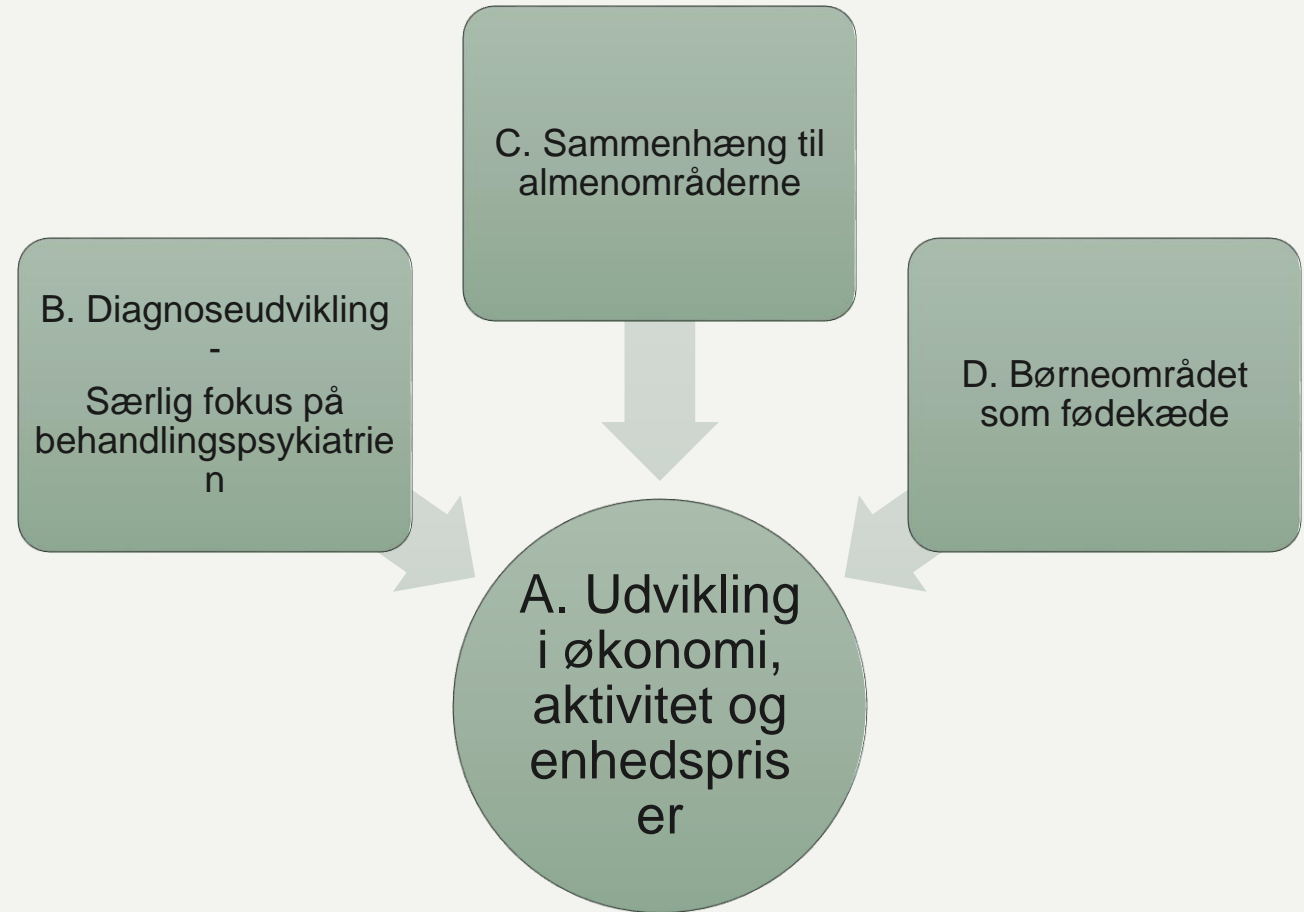 C. Sammenhæng til
almenområderne
B. Diagnoseudvikling
-
Særlig fokus på
behandlingspsykiatrie
n
D. Børneområdet
som fødekæde
A. Udvikling
i økonomi,
aktivitet og
enhedspris
er